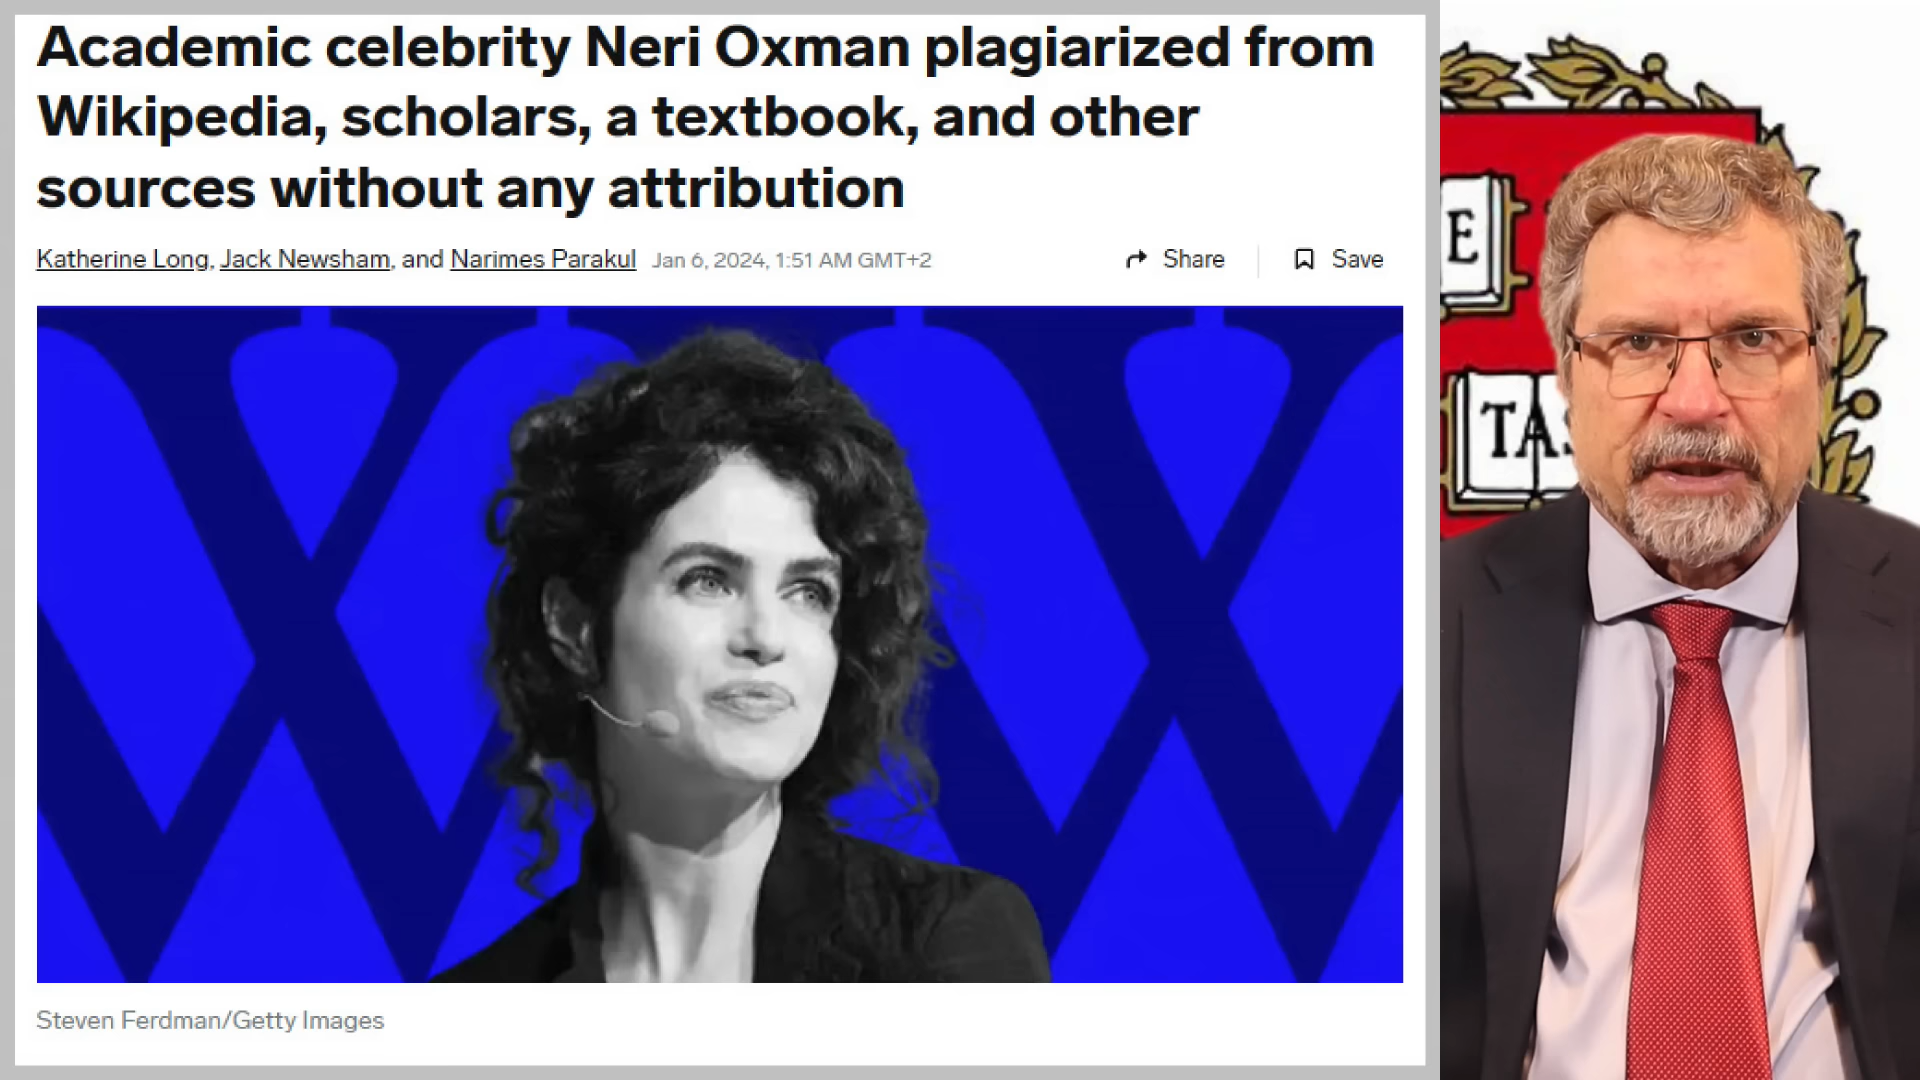 Academic celebrity Neri Oxman plagiarized from
Wikipedia, scholars, a textbook, and other
sources without any attribution
Katherine Long, Jack Newsham, and Narimes Parakul Jan 6, 2024, 1:51 AM GMT+2
Share
Save
E
TAS
Steven Ferdman/Getty Images